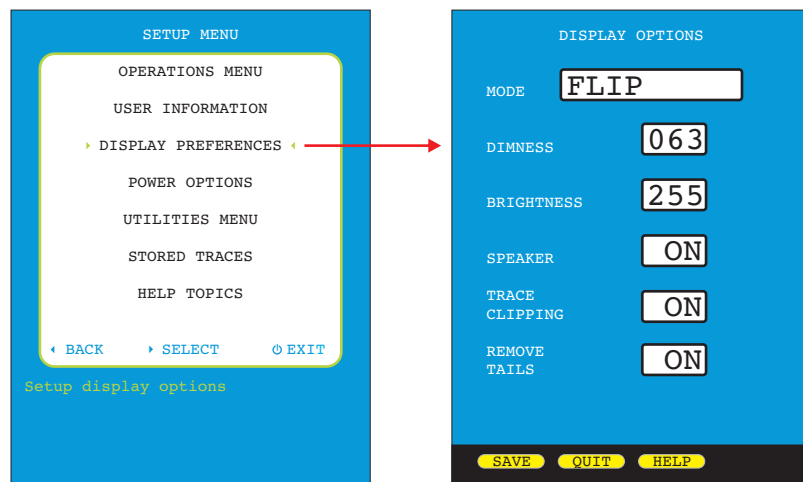 SETUP MENU
OPERATIONS MENU
USER INFORMATION
DISPLAY PREFERENCES
POWER OPTIONS
UTILITIES MENU
STORED TRACES
HELP TOPICS
BACK SELECT EXIT
Setup display options
DISPLAY OPTIONS
MODE FLIP
DIMNESS 063
BRIGHTNESS 255
SPEAKER ON
TRACE
CLIPPING ON
REMOVE
TAILS ON
SAVE QUIT HELP